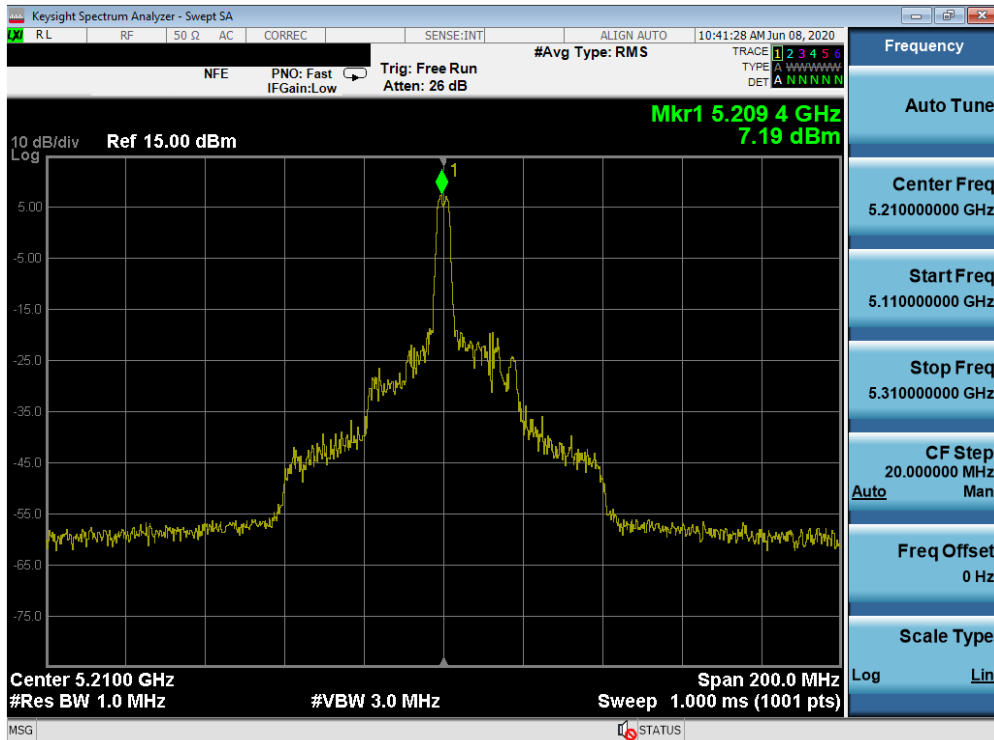 Keysight Spectrum Analyzer - Swept SA
LXI RL RF 50 Ω AC CORREC SENSE:INT ALIGN AUTO 10:41:28 AM Jun 08, 2020
NFE PNO: Fast IFGain:Low
Trig: Free Run
Atten: 26 dB
#Avg Type: RMS
TRACE 1 2 3 4 5 6
TYPE A WWWWW
DET A N N N N N
Mkr1 5.209 4 GHz
7.19 dBm
10 dB/div Ref 15.00 dBm
Log
1
5.00
-5.00
-15.0
-25.0
-35.0
-45.0
-55.0
-65.0
-75.0
Center 5.2100 GHz Span 200.0 MHz
#Res BW 1.0 MHz #VBW 3.0 MHz Sweep 1.000 ms (1001 pts)
MSG STATUS
Frequency
Auto Tune
Center Freq
5.210000000 GHz
Start Freq
5.110000000 GHz
Stop Freq
5.310000000 GHz
CF Step
20.000000 MHz
Auto Man
Freq Offset
0 Hz
Scale Type
Log Lin